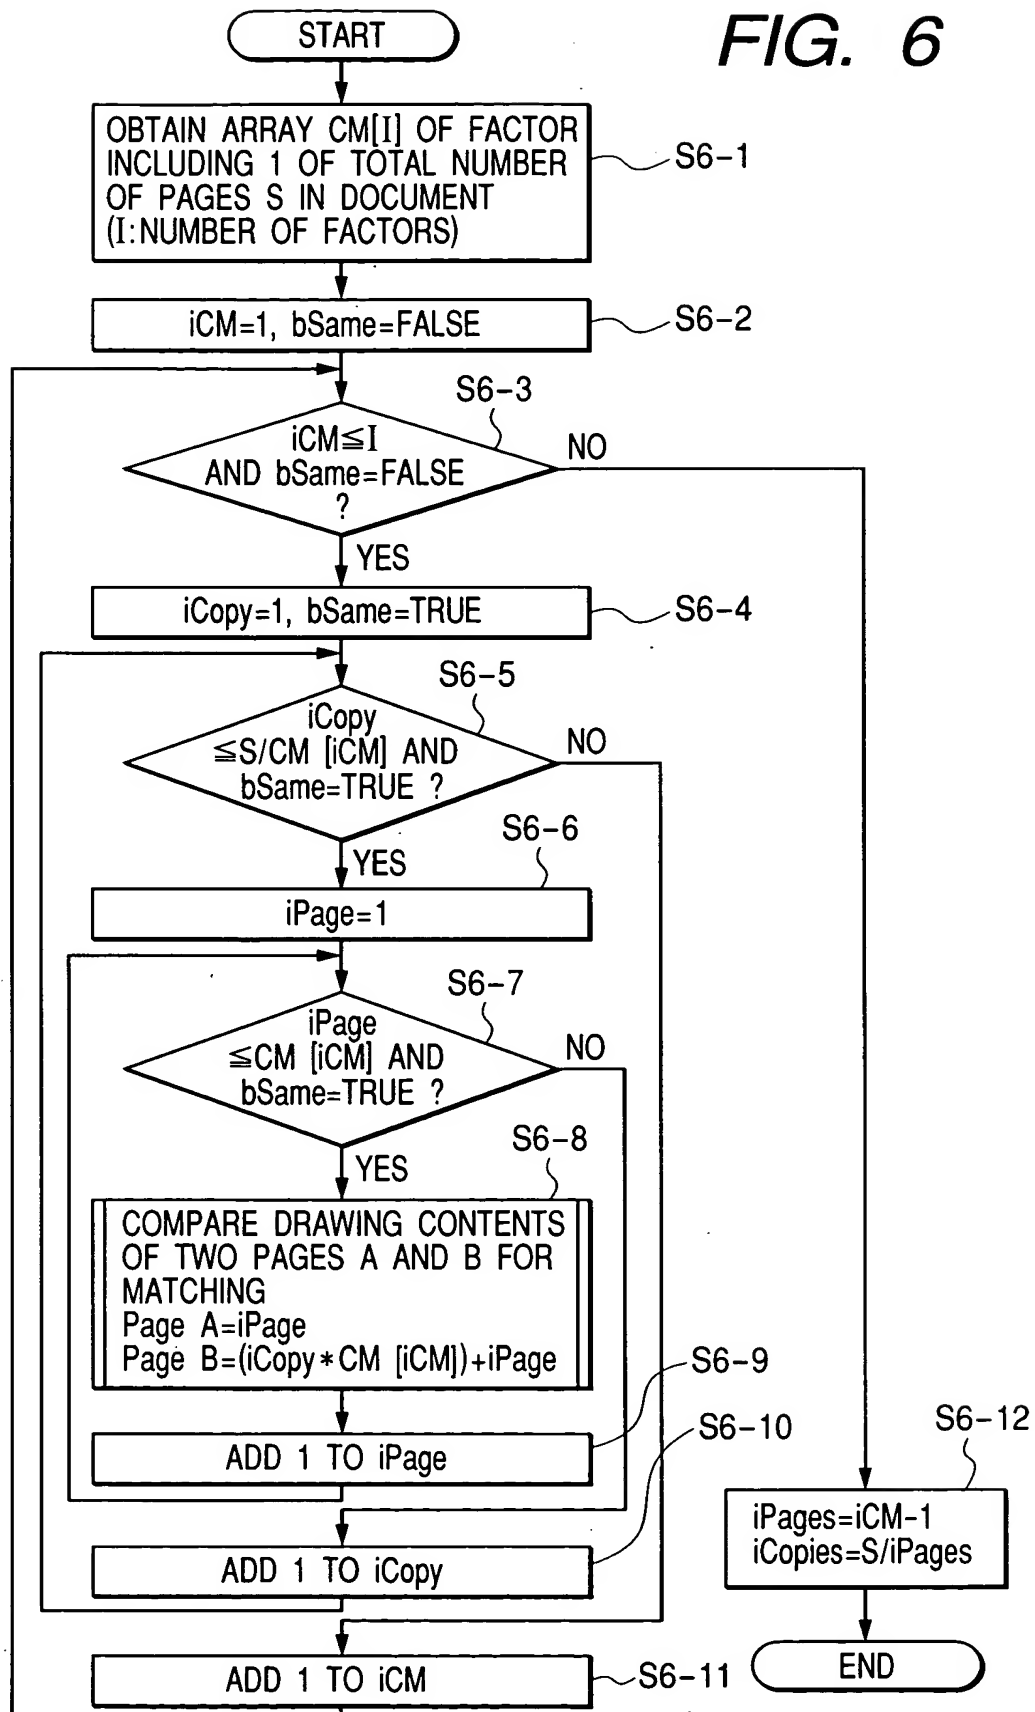 FIG. 6
START
OBTAIN ARRAY CM[I] OF FACTOR
INCLUDING 1 OF TOTAL NUMBER
OF PAGES S IN DOCUMENT
(I:NUMBER OF FACTORS)
S6-1
iCM=1, bSame=FALSE
S6-2
S6-3
iCM≦I
AND bSame=FALSE
?
NO
YES
iCopy=1, bSame=TRUE
S6-4
S6-5
iCopy
≦S/CM [iCM] AND
bSame=TRUE ?
NO
YES
S6-6
iPage=1
S6-7
iPage
≦CM [iCM] AND
bSame=TRUE ?
NO
YES
S6-8
COMPARE DRAWING CONTENTS
OF TWO PAGES A AND B FOR
MATCHING
Page A=iPage
Page B=(iCopy*CM [iCM])+iPage
S6-9
ADD 1 TO iPage
S6-10
ADD 1 TO iCopy
S6-11
ADD 1 TO iCM
S6-12
iPages=iCM-1
iCopies=S/iPages
END